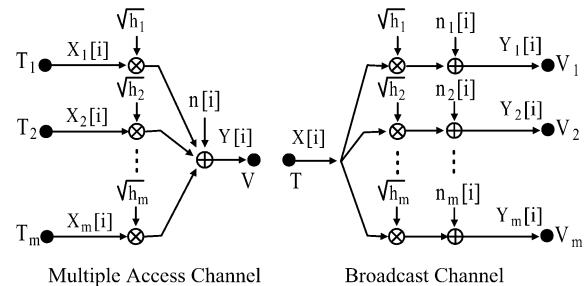 √h₁ n₁[i]
T₁ X₁[i] X[i] Y₁[i] V₁
√h₂ √h₂ n₂[i]
T₂ X₂[i] n[i] Y[i] Y₂[i] V₂
V T
√hₘ √hₘ nₘ[i]
Tₘ Xₘ[i] Yₘ[i] Vₘ
√h₁
Multiple Access Channel Broadcast Channel